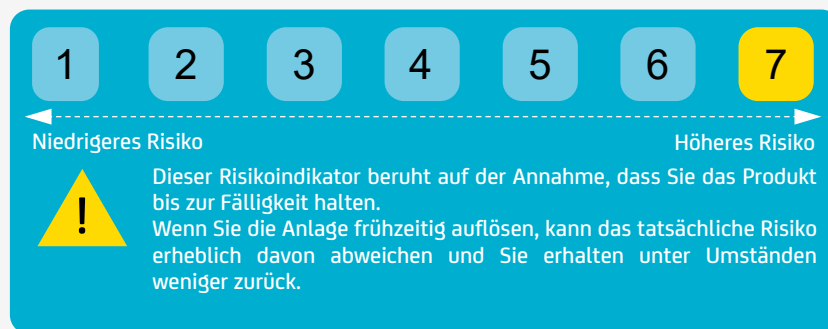 1 2 3 4 5 6 7
Niedrigeres Risiko Höheres Risiko
! Dieser Risikoindikator beruht auf der Annahme, dass Sie das Produkt
bis zur Fälligkeit halten.
Wenn Sie die Anlage frühzeitig auflösen, kann das tatsächliche Risiko
erheblich davon abweichen und Sie erhalten unter Umständen
weniger zurück.